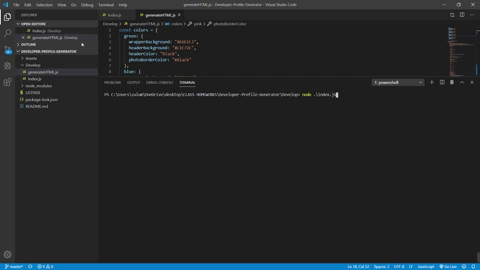 File Edit Selection View Go Debug Terminal Help
generateHTML.js - Developer-Profile-Generator - Visual Studio Code
EXPLORER
OPEN EDITORS
index.js Develop
generateHTML.js Develop
OUTLINE
DEVELOPER-PROFILE-GENERATOR
Assets
Develop
generateHTML.js
index.js
node_modules
LICENSE
package-lock.json
README.md
index.js
generateHTML.js
Develop > generateHTML.js > colors > pink > photoBorderColor
1 const colors = {
2 green: {
3 wrapperBackground: "#E6E1C3",
4 headerBackground: "#C1C72C",
5 headerColor: "black",
6 photoBorderColor: "#black"
7 },
8 blue: {
PROBLEMS OUTPUT DEBUG CONSOLE TERMINAL
1: powershell
PS C:\Users\zulum\OneDrive\Desktop\CLASS HOMEWORKS\Developer-Profile-Generator\Develop> node .\index.js
master* 0 0
Ln 18, Col 32 Spaces: 2 UTF-8 LF JavaScript Go Live